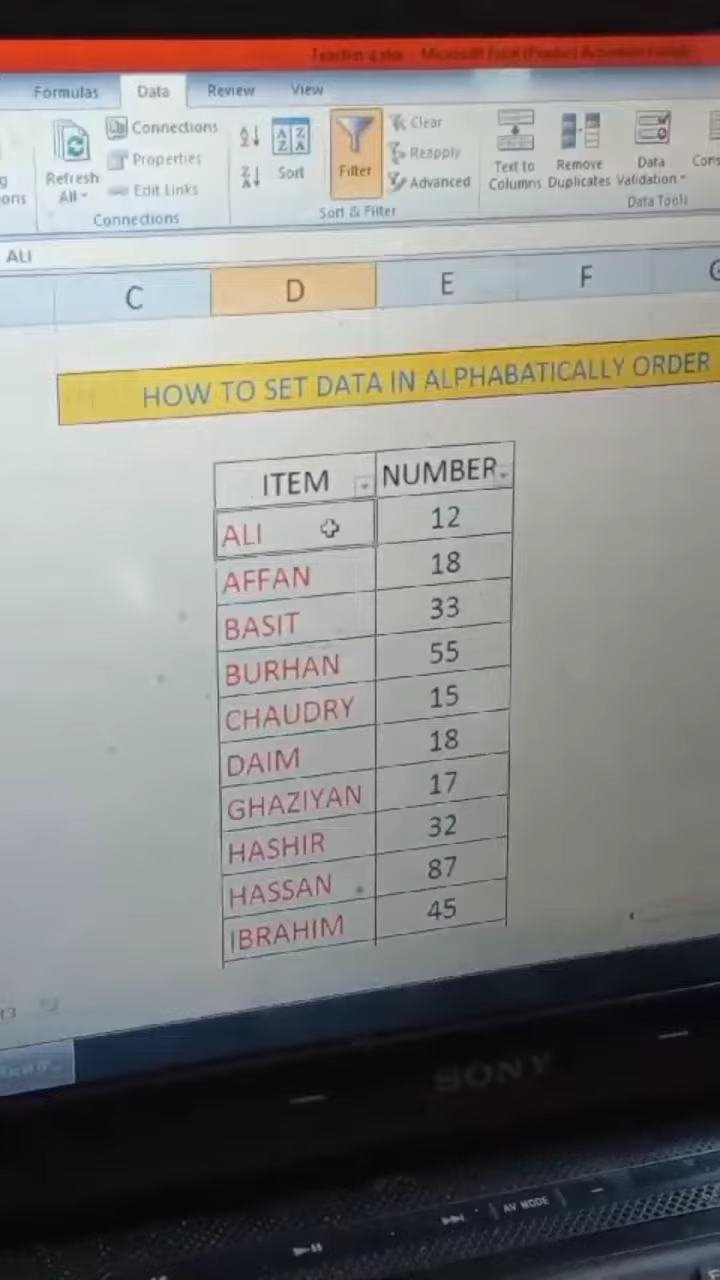 Formulas Data Review View
Connections
Properties
Edit Links
Refresh All
Connections
Sort
Filter
Clear
Reapply
Advanced
Sort & Filter
Text to Columns
Remove Duplicates
Data Validation
Data Tools
ALI
C D E F
HOW TO SET DATA IN ALPHABATICALLY ORDER
ITEM NUMBER
ALI 12
AFFAN 18
BASIT 33
BURHAN 55
CHAUDRY 15
DAIM 18
GHAZIYAN 17
HASHIR 32
HASSAN 87
IBRAHIM 45
SONY
AV MODE